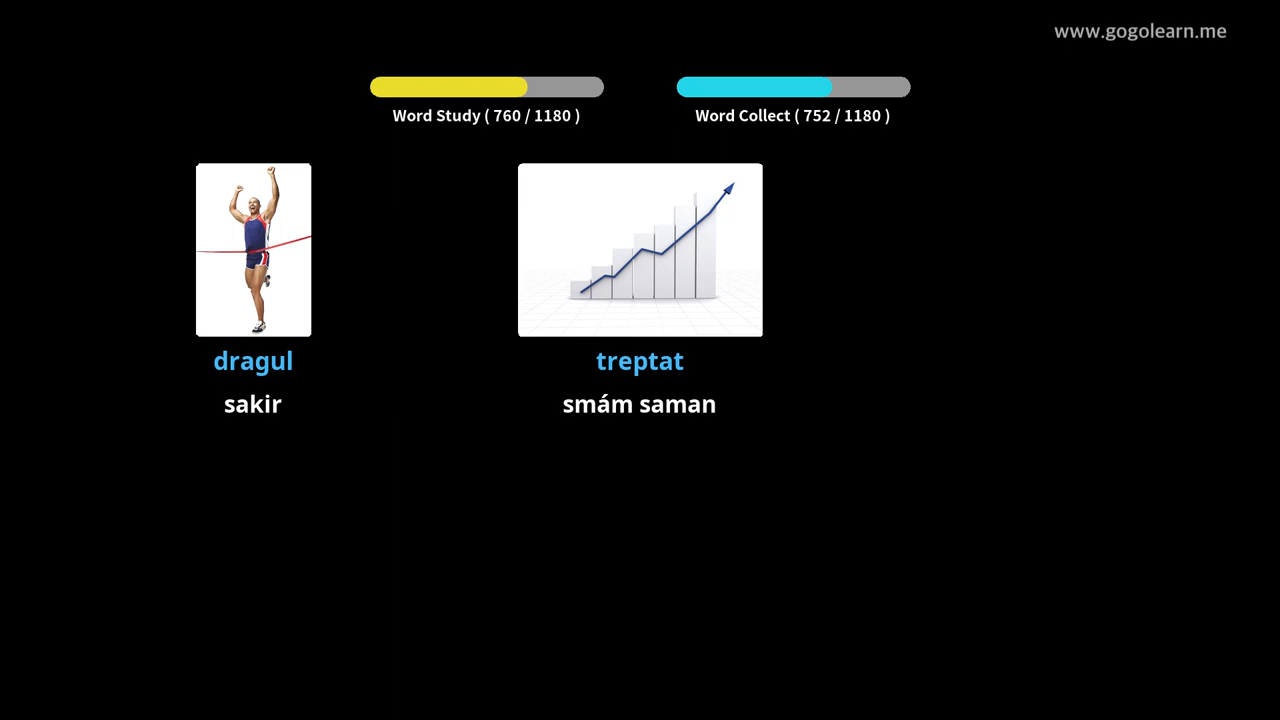 www.gogolearn.me
Word Study ( 760 / 1180 )
Word Collect ( 752 / 1180 )
dragul
sakir
treptat
smám saman